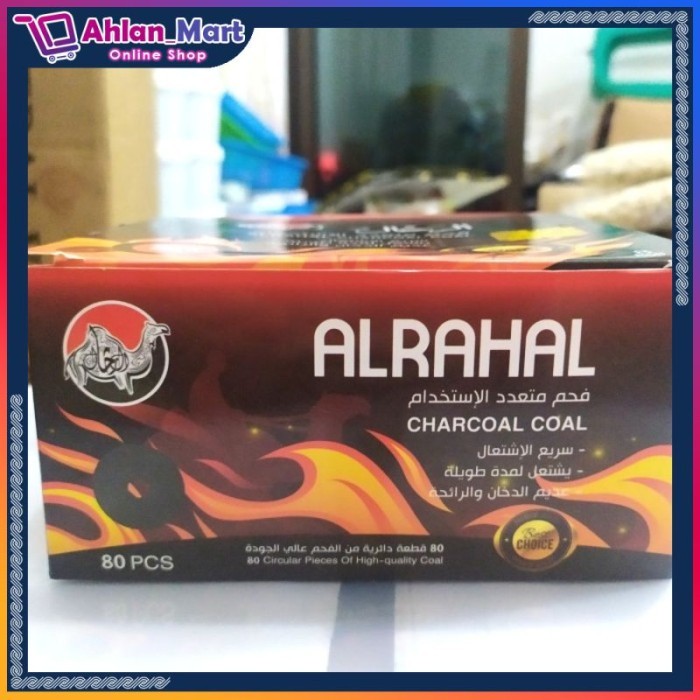 Ahlan_Mart
Online Shop
ALRAHAL
فحم متعدد الإستخدام
CHARCOAL COAL
- سريع الإشتعال
- يشتعل لمدة طويلة
- عديم الدخان والرائحة
CHOICE
80 قطعة دائرية من الفحم عالي الجودة
80 Circular Pieces Of High-quality Coal
80 PCS